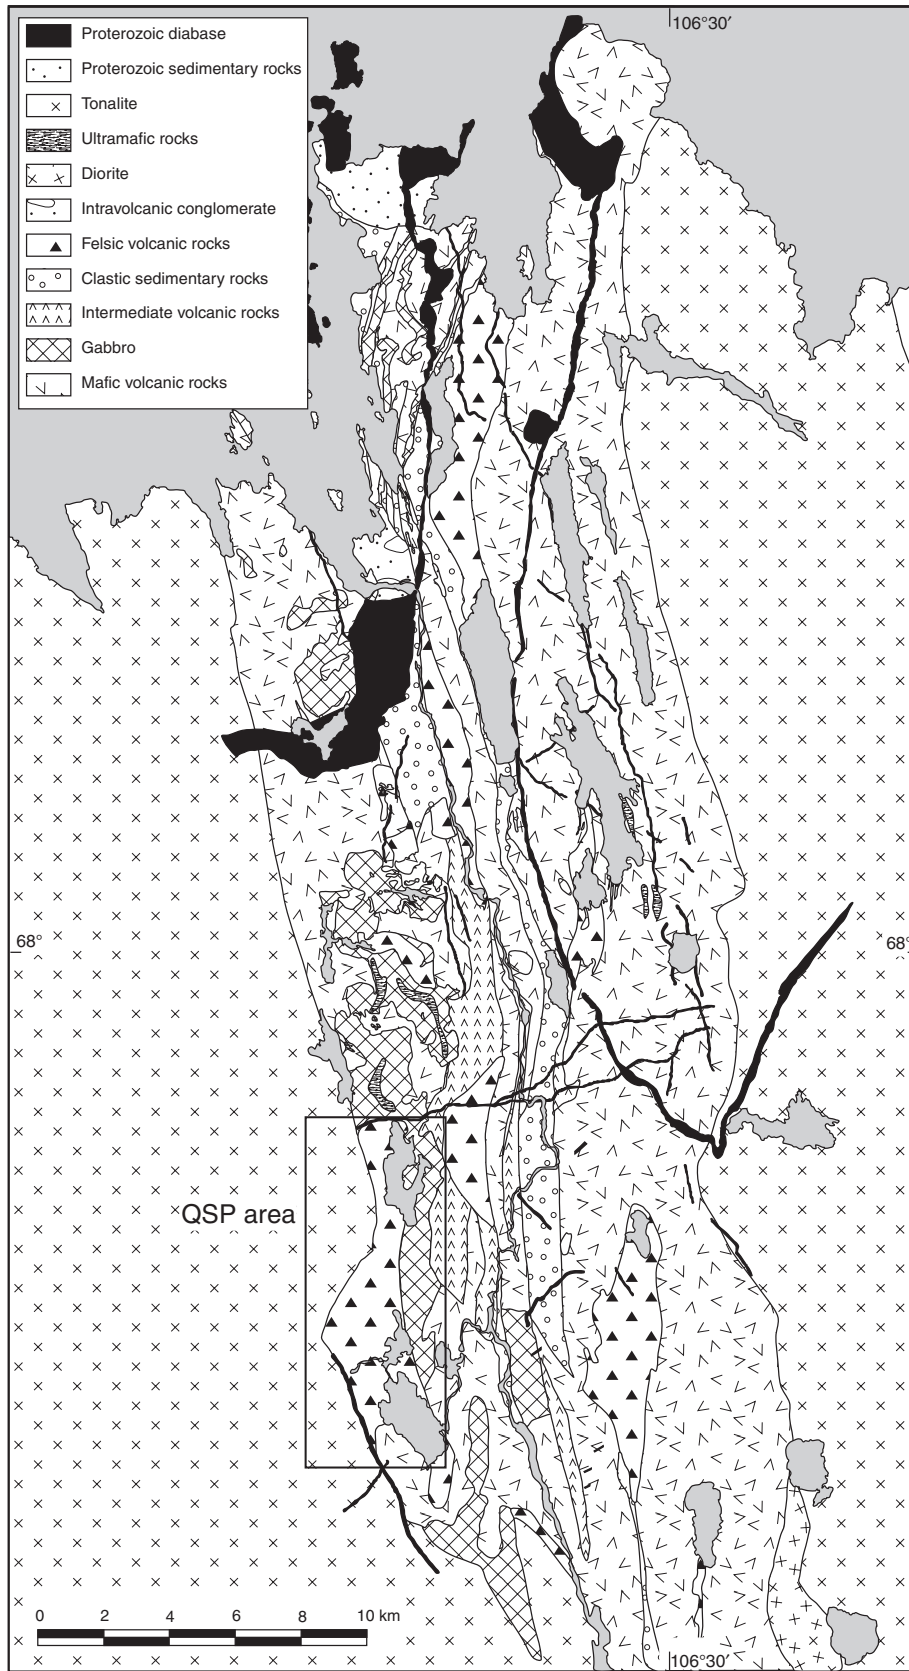 106°30′
Proterozoic diabase
Proterozoic sedimentary rocks
Tonalite
Ultramafic rocks
Diorite
Intravolcanic conglomerate
Felsic volcanic rocks
Clastic sedimentary rocks
Intermediate volcanic rocks
Gabbro
Mafic volcanic rocks
68°
68°
QSP area
0 2 4 6 8 10 km
106°30′